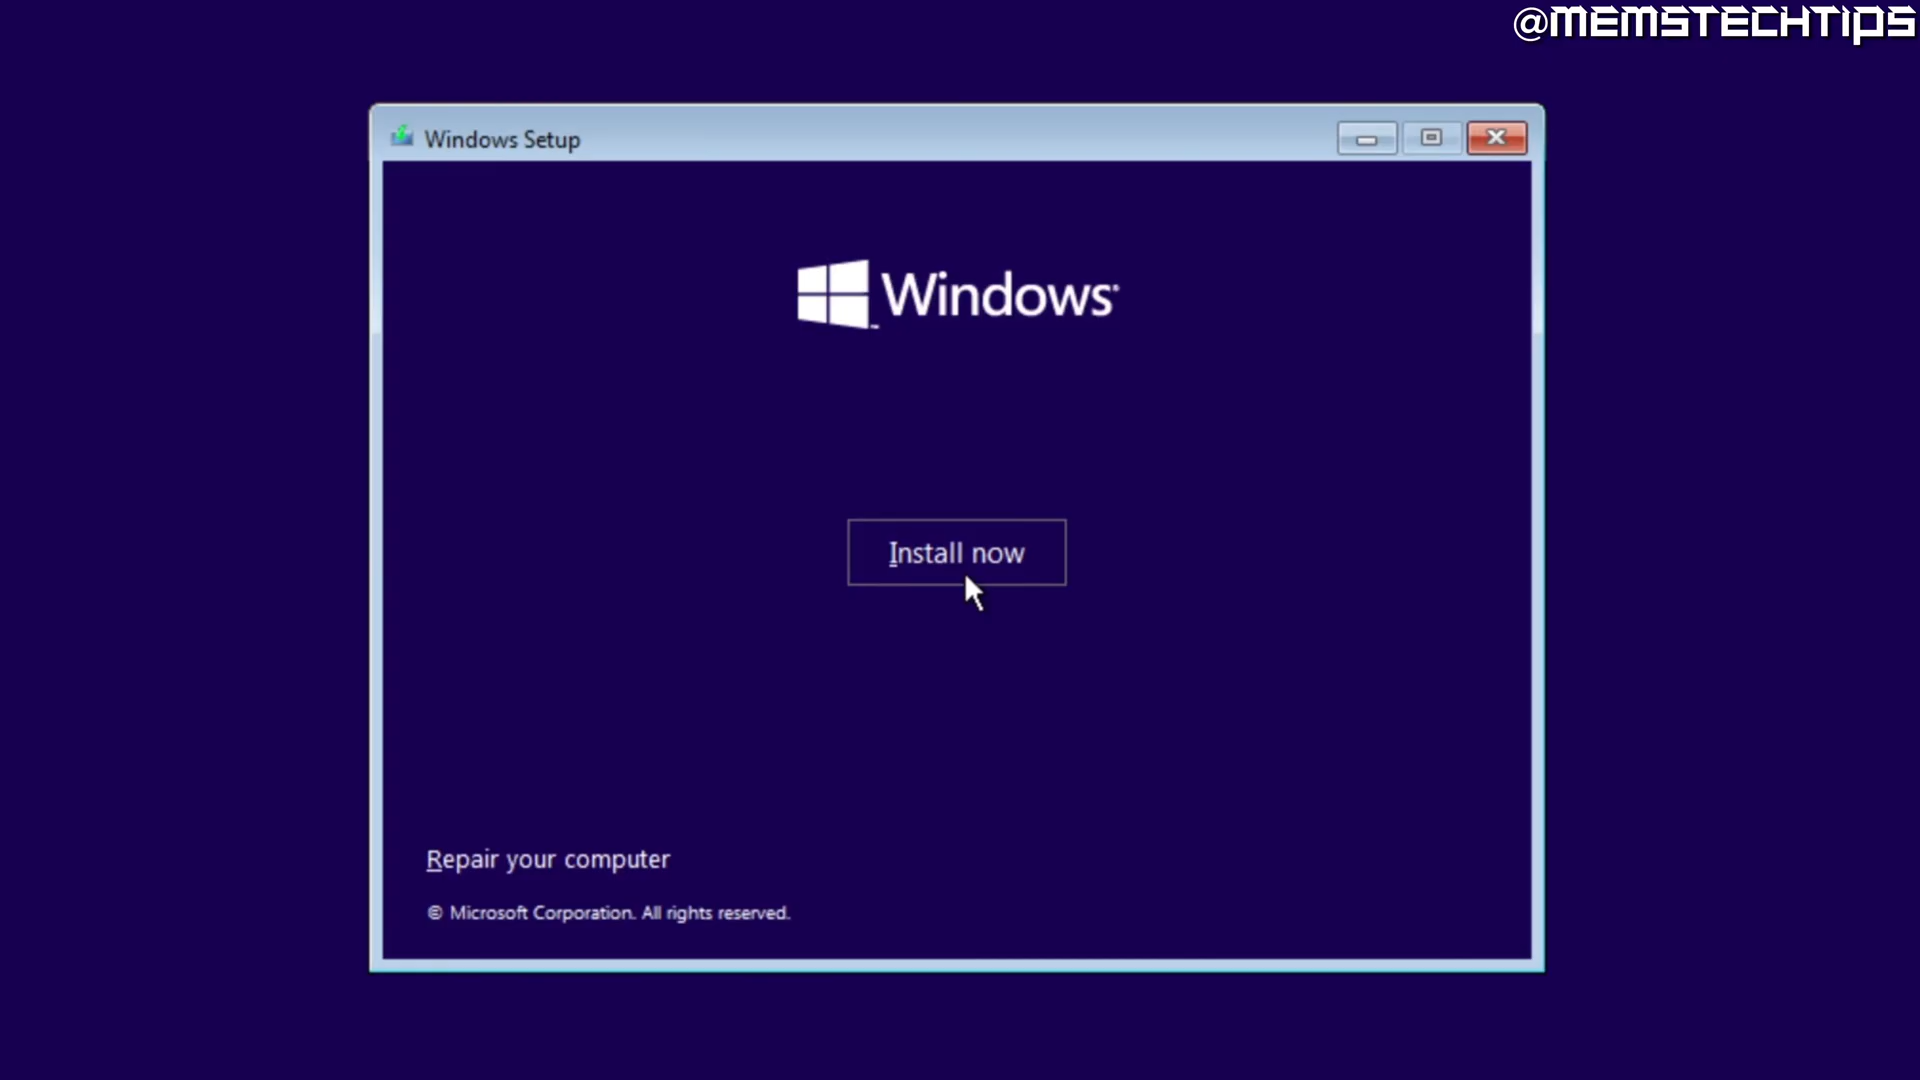 @MEMSTECHTIPS
Windows Setup
Windows
Install now
Repair your computer
© Microsoft Corporation. All rights reserved.